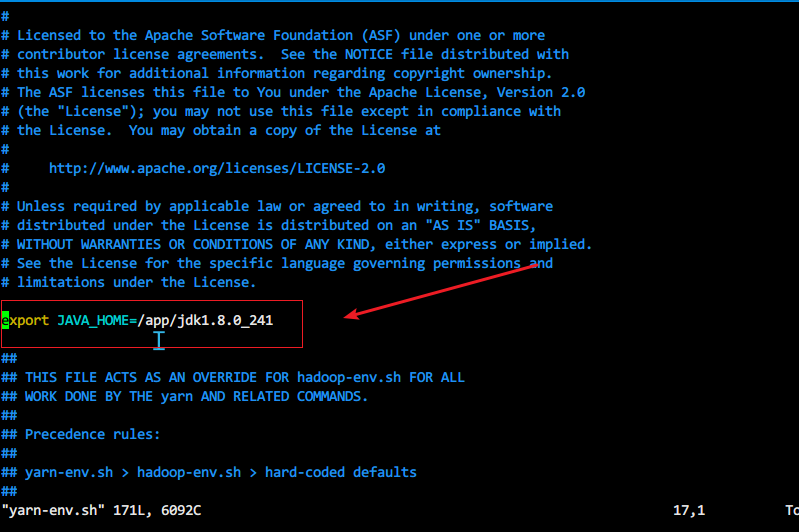 #
# Licensed to the Apache Software Foundation (ASF) under one or more
# contributor license agreements.  See the NOTICE file distributed with
# this work for additional information regarding copyright ownership.
# The ASF licenses this file to You under the Apache License, Version 2.0
# (the "License"); you may not use this file except in compliance with
# the License.  You may obtain a copy of the License at
#
#     http://www.apache.org/licenses/LICENSE-2.0
#
# Unless required by applicable law or agreed to in writing, software
# distributed under the License is distributed on an "AS IS" BASIS,
# WITHOUT WARRANTIES OR CONDITIONS OF ANY KIND, either express or implied.
# See the License for the specific language governing permissions and
# limitations under the License.
export JAVA_HOME=/app/jdk1.8.0_241
##
## THIS FILE ACTS AS AN OVERRIDE FOR hadoop-env.sh FOR ALL
## WORK DONE BY THE yarn AND RELATED COMMANDS.
##
## Precedence rules:
##
## yarn-env.sh > hadoop-env.sh > hard-coded defaults
##
"yarn-env.sh" 171L, 6092C 17,1 To